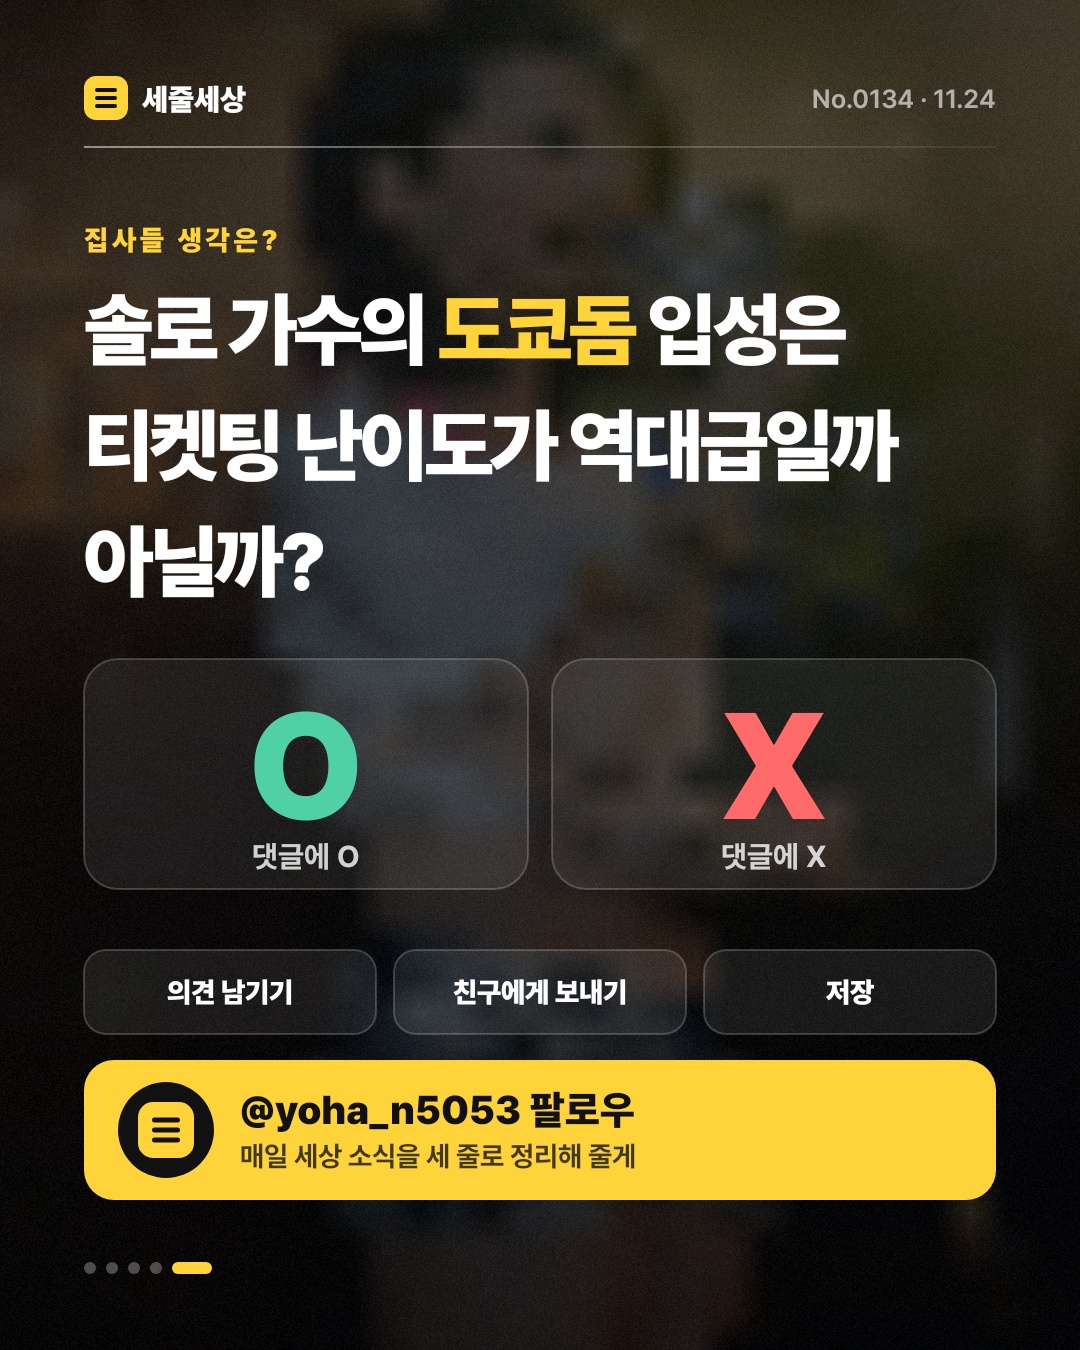 세줄세상
No.0134 · 11.24
집사들 생각은?
솔로 가수의 도쿄돔 입성은
티켓팅 난이도가 역대급일까
아닐까?
O
댓글에 O
X
댓글에 X
의견 남기기
친구에게 보내기
저장
@yoha_n5053 팔로우
매일 세상 소식을 세 줄로 정리해 줄게